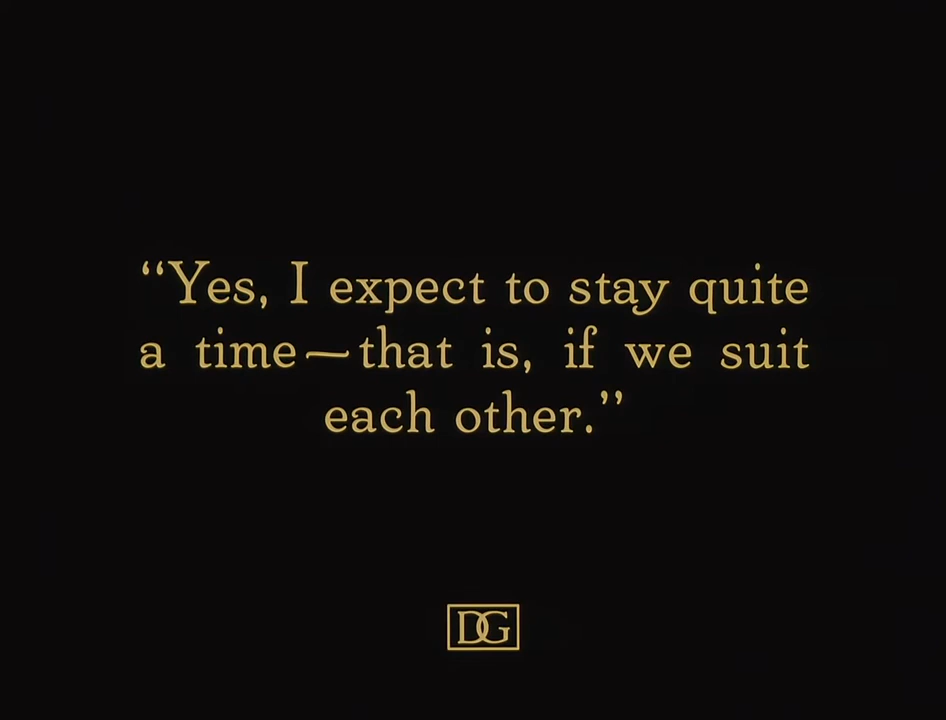 “Yes, I expect to stay quite
a time—that is, if we suit
each other.”
DG